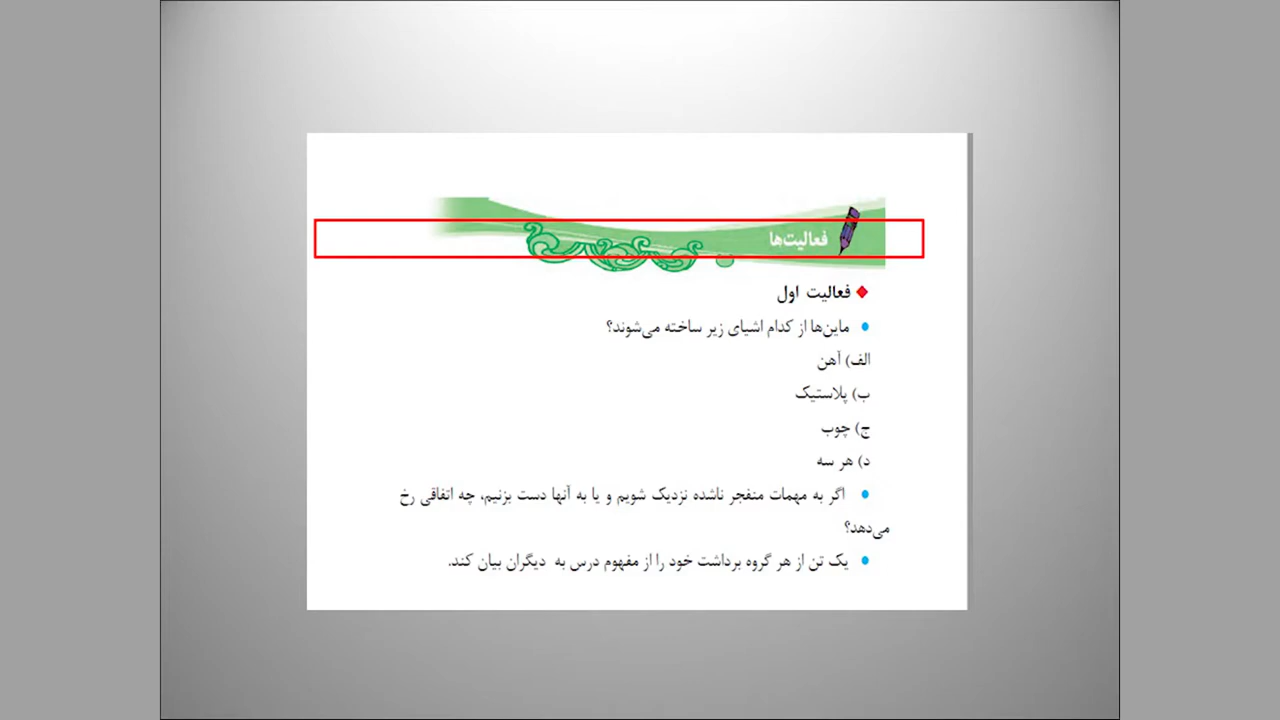 فعالیت‌ها
فعالیت اول
ماین‌ها از کدام اشیای زیر ساخته می‌شوند؟
الف) آهن
ب) پلاستیک
ج) چوب
د) هر سه
اگر به مهمات منفجر ناشده نزدیک شویم و یا به آنها دست بزنیم، چه اتفاقی رخ
می‌دهد؟
یک تن از هر گروه برداشت خود را از مفهوم درس به دیگران بیان کند.